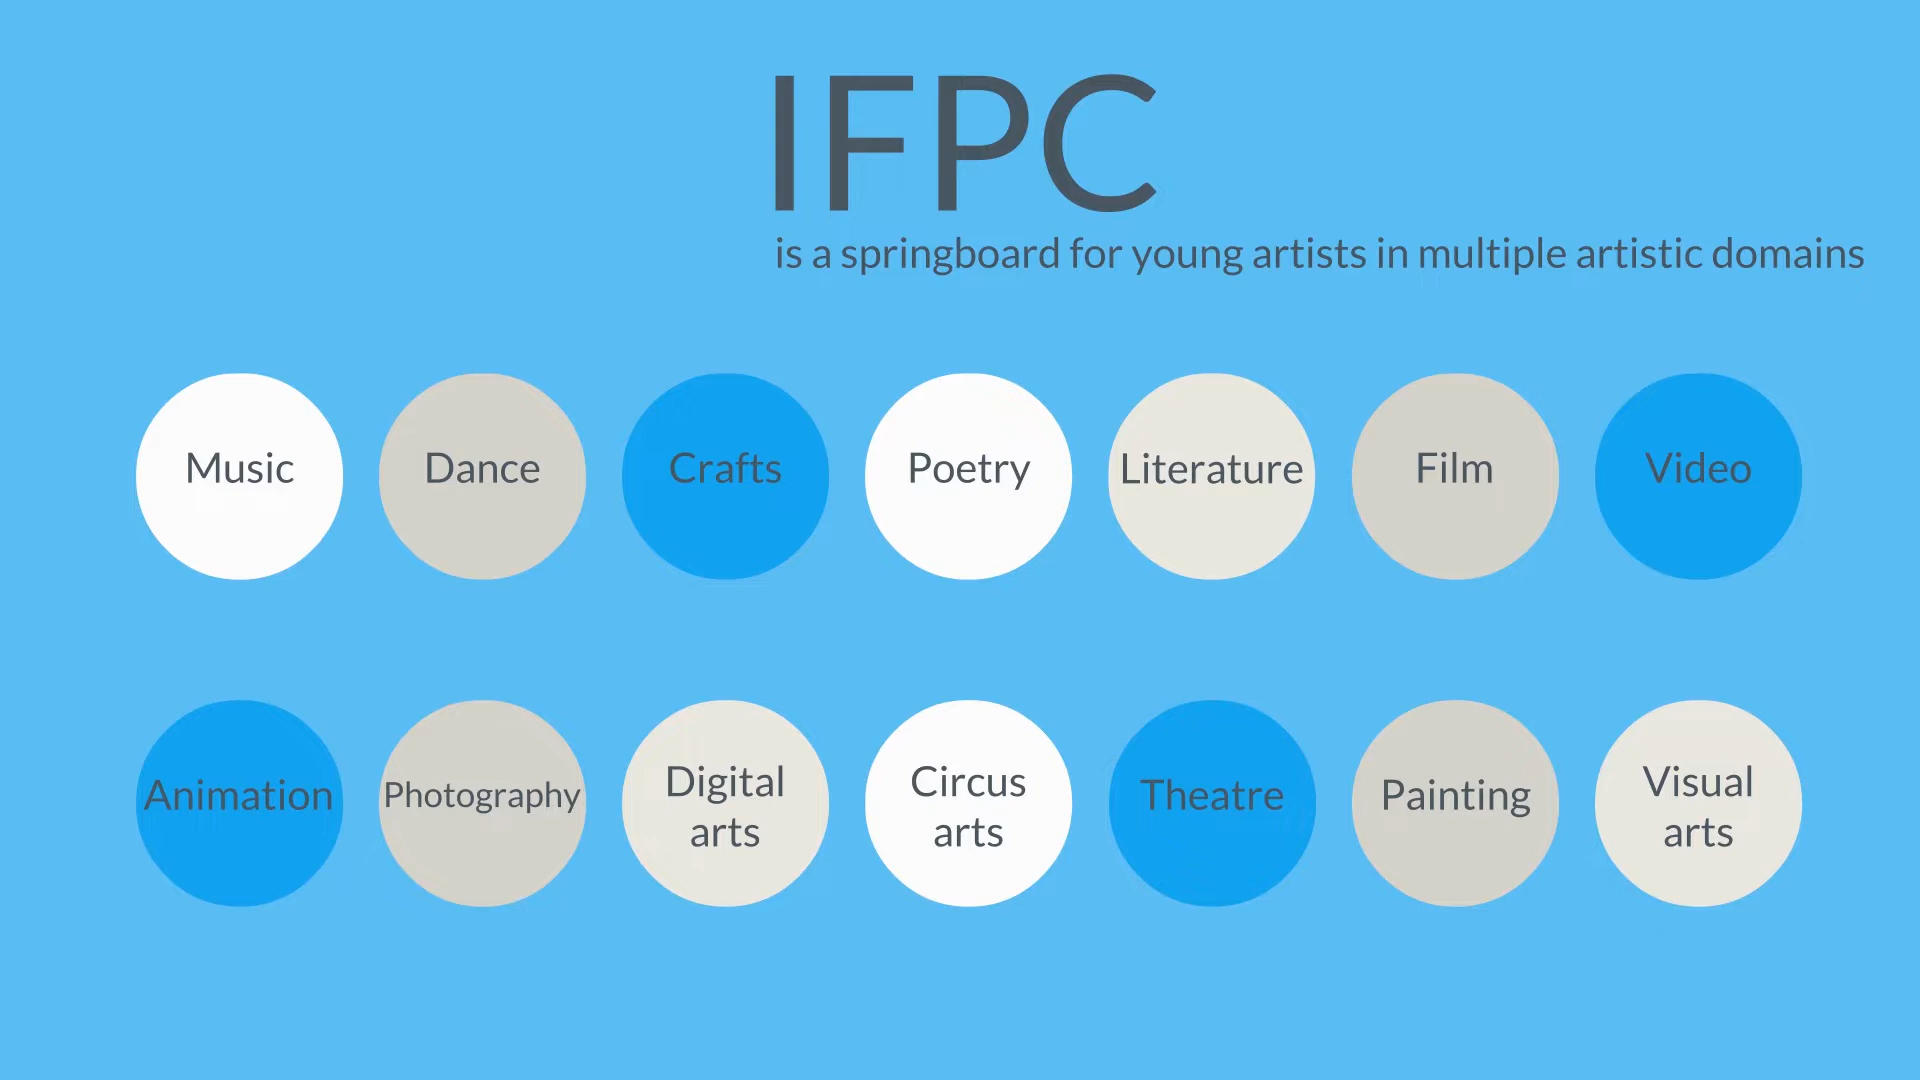 IFPC
is a springboard for young artists in multiple artistic domains
Music
Dance
Crafts
Poetry
Literature
Film
Video
Animation
Photography
Digital
arts
Circus
arts
Theatre
Painting
Visual
arts